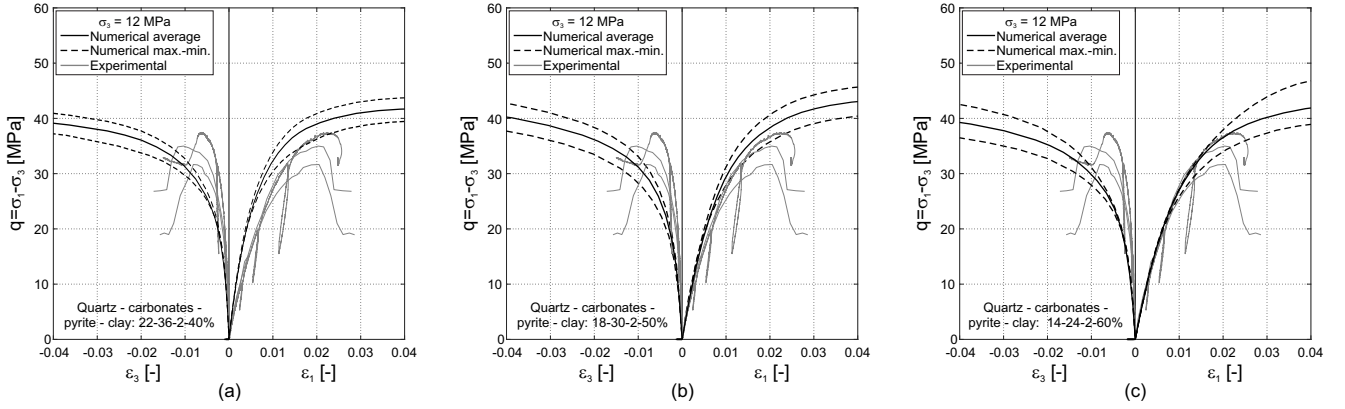 60
50
40
30
20
10
0
q=σ1-σ3 [MPa]
σ3 = 12 MPa
Numerical average
Numerical max.-min.
Experimental
Quartz - carbonates -
pyrite - clay: 22-36-2-40%
-0.04 -0.03 -0.02 -0.01 0 0.01 0.02 0.03 0.04
ε3 [-] ε1 [-]
(a)
60
50
40
30
20
10
0
q=σ1-σ3 [MPa]
σ3 = 12 MPa
Numerical average
Numerical max.-min.
Experimental
Quartz - carbonates -
pyrite - clay: 18-30-2-50%
-0.04 -0.03 -0.02 -0.01 0 0.01 0.02 0.03 0.04
ε3 [-] ε1 [-]
(b)
60
50
40
30
20
10
0
q=σ1-σ3 [MPa]
σ3 = 12 MPa
Numerical average
Numerical max.-min.
Experimental
Quartz - carbonates -
pyrite - clay: 14-24-2-60%
-0.04 -0.03 -0.02 -0.01 0 0.01 0.02 0.03 0.04
ε3 [-] ε1 [-]
(c)